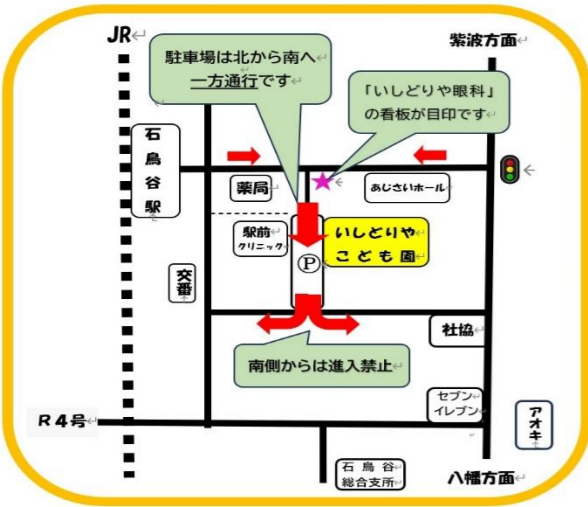 JR
紫波方面
駐車場は北から南へ
一方通行です
「いしどりや眼科」
の看板が目印です
石鳥谷駅
薬局
あじさいホール
駅前
クリニック
いしどりや
こども園
Ⓟ
交番
社協
南側からは進入禁止
セブン
イレブン
R4号
アオキ
石鳥谷
総合支所
八幡方面